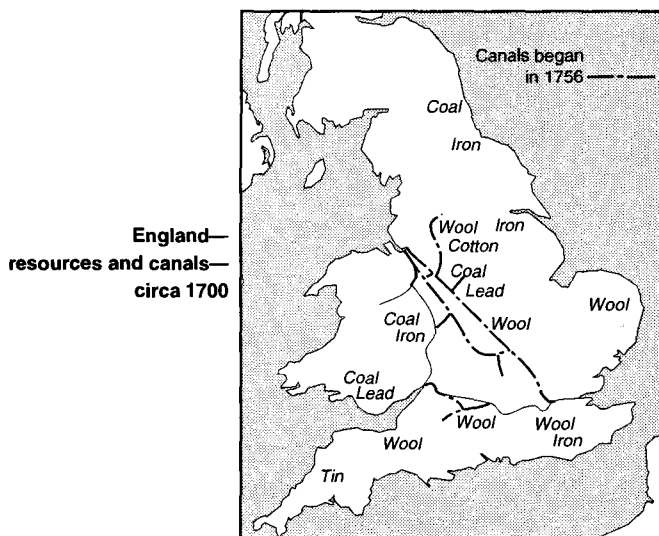 England—
resources and canals—
circa 1700
Canals began
in 1756
Coal
Iron
Wool
Iron
Cotton
Coal
Lead
Wool
Wool
Coal
Iron
Coal
Lead
Wool
Wool
Wool
Iron
Tin